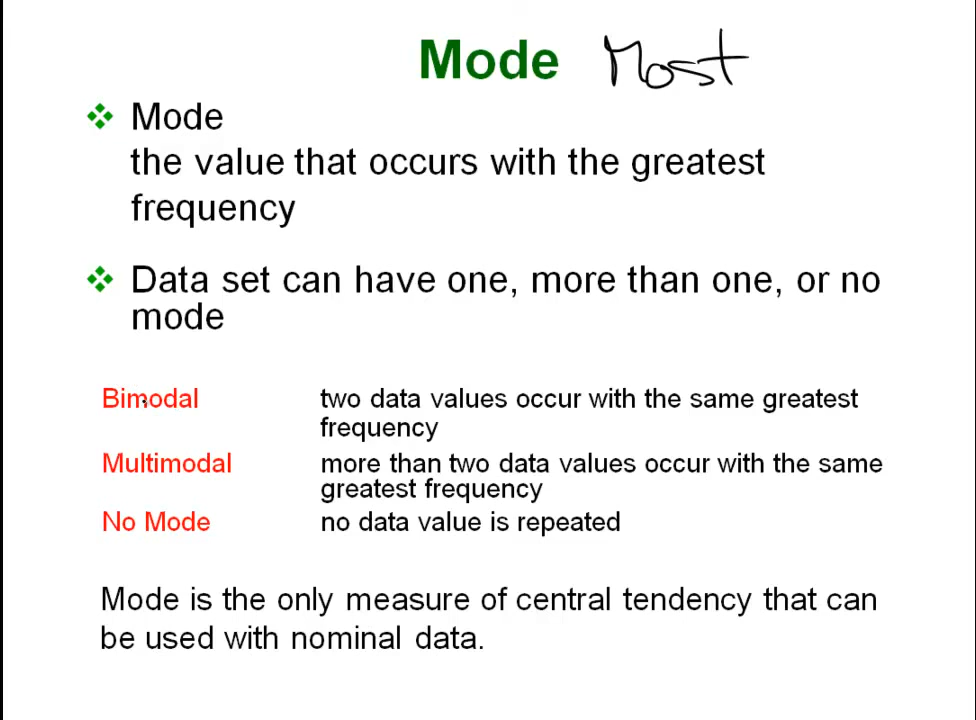 Mode Most
Mode
the value that occurs with the greatest
frequency
Data set can have one, more than one, or no
mode
Bimodal two data values occur with the same greatest
frequency
Multimodal more than two data values occur with the same
greatest frequency
No Mode no data value is repeated
Mode is the only measure of central tendency that can
be used with nominal data.